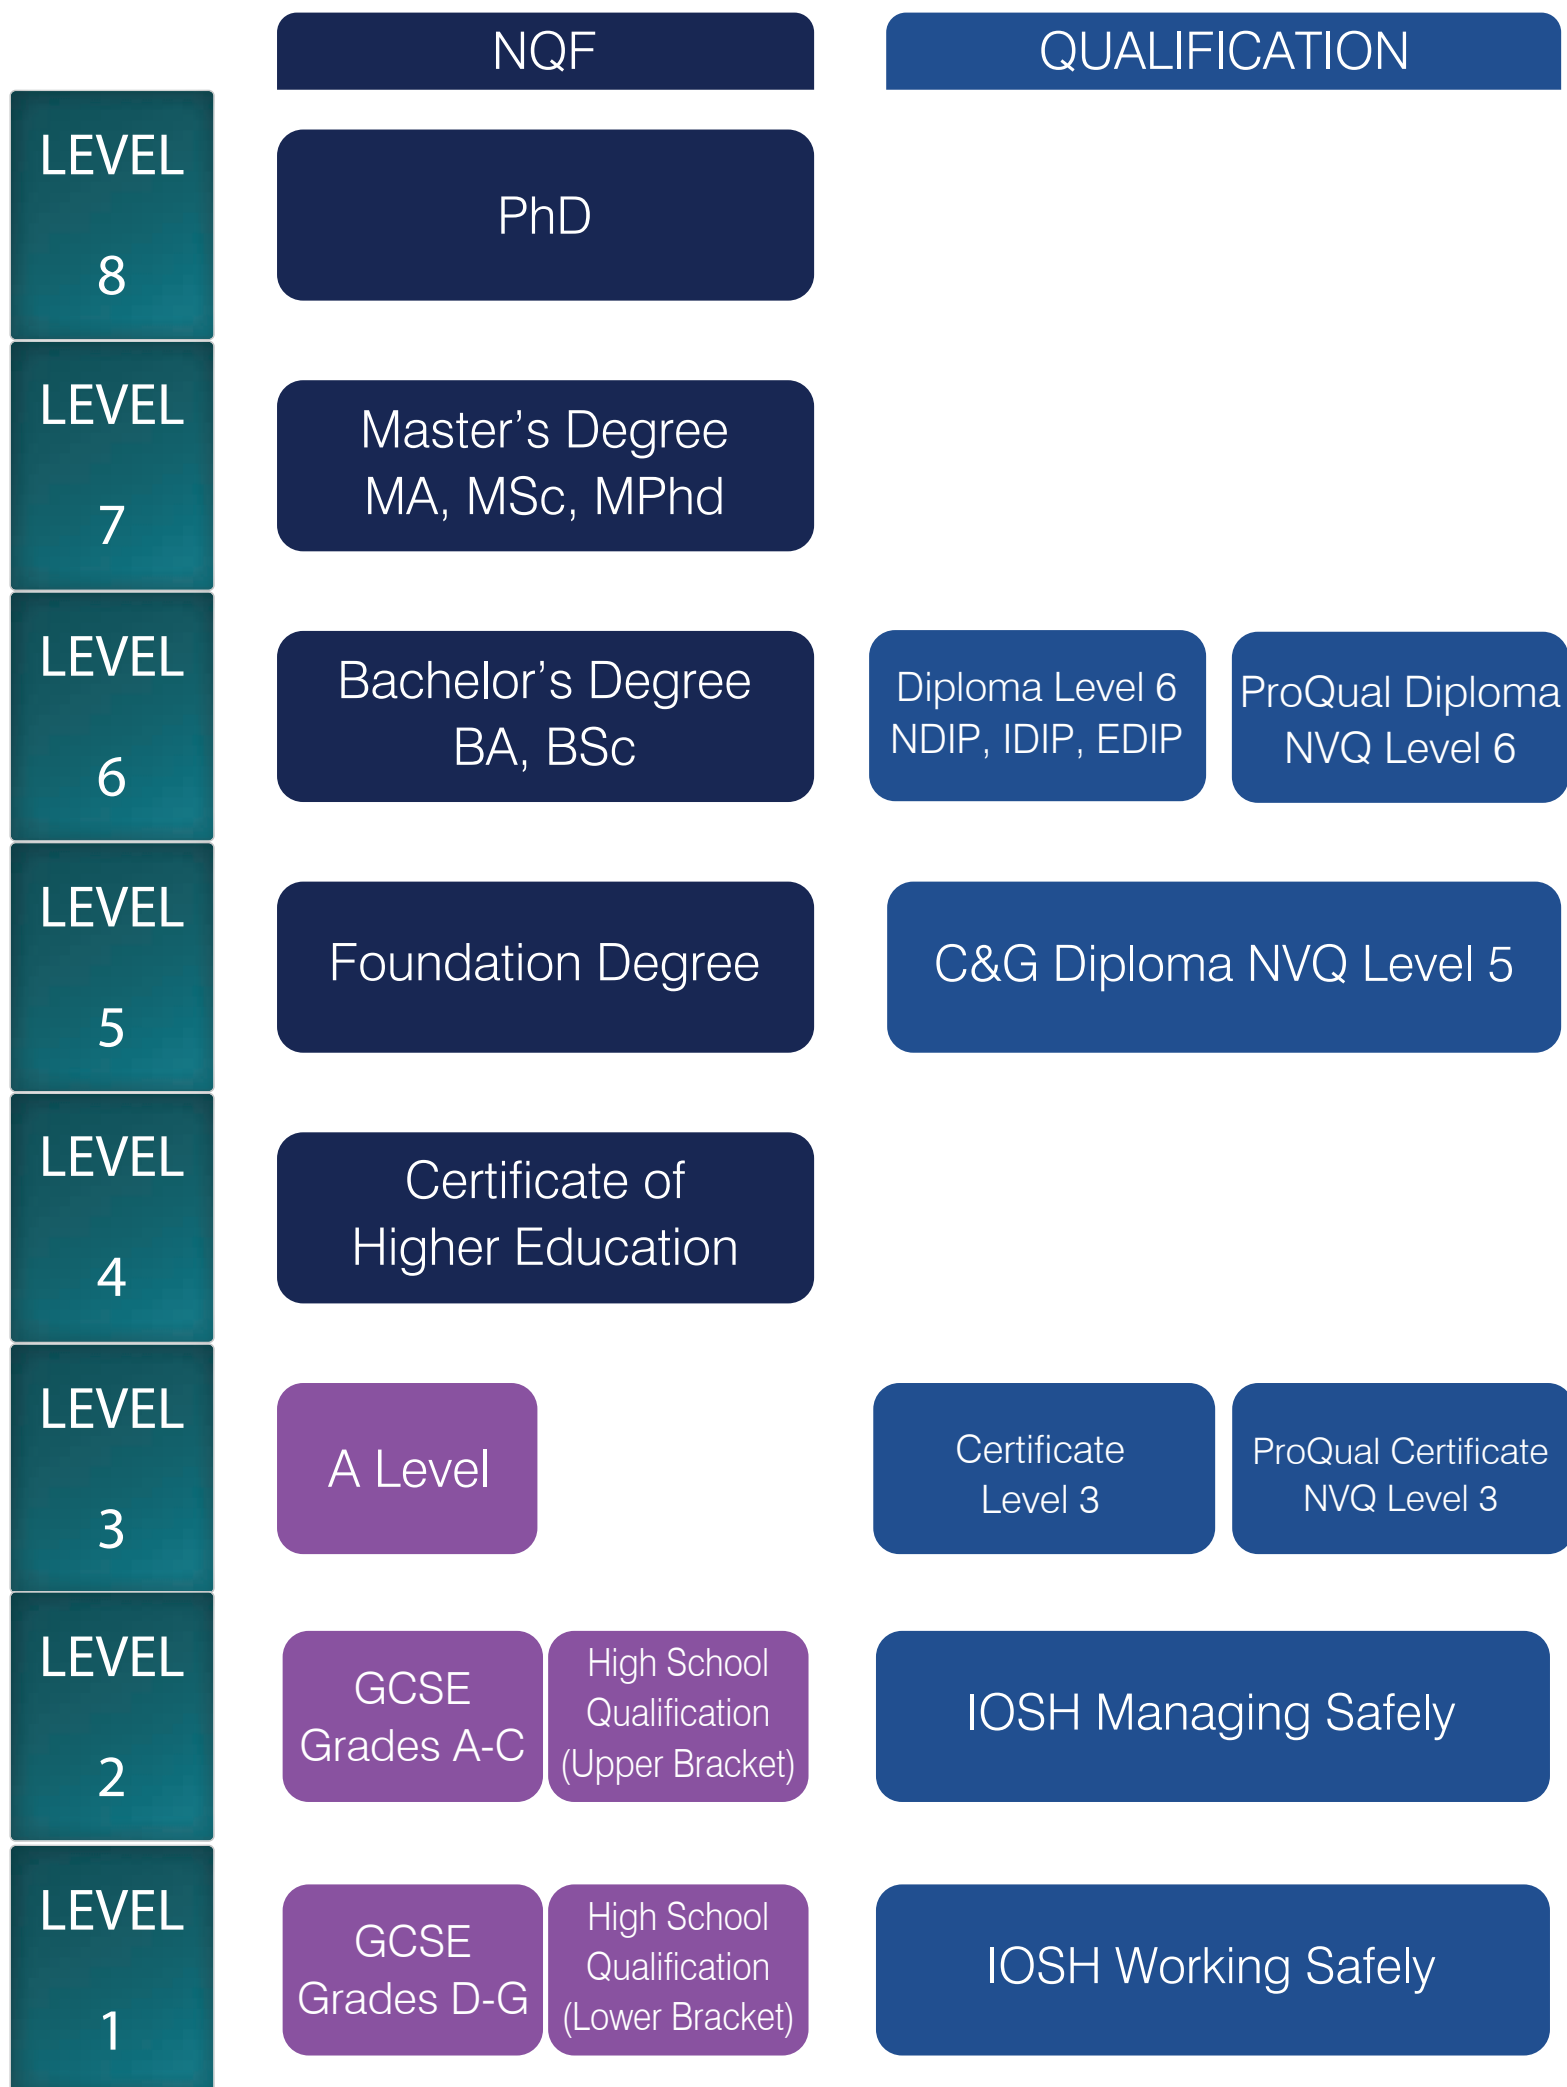 NQF
QUALIFICATION
LEVEL
8
PhD
LEVEL
7
Master’s Degree
MA, MSc, MPhd
LEVEL
6
Bachelor’s Degree
BA, BSc
Diploma Level 6
NDIP, IDIP, EDIP
ProQual Diploma
NVQ Level 6
LEVEL
5
Foundation Degree
C&G Diploma NVQ Level 5
LEVEL
4
Certificate of
Higher Education
LEVEL
3
A Level
Certificate
Level 3
ProQual Certificate
NVQ Level 3
LEVEL
2
GCSE
Grades A-C
High School
Qualification
(Upper Bracket)
IOSH Managing Safely
LEVEL
1
GCSE
Grades D-G
High School
Qualification
(Lower Bracket)
IOSH Working Safely